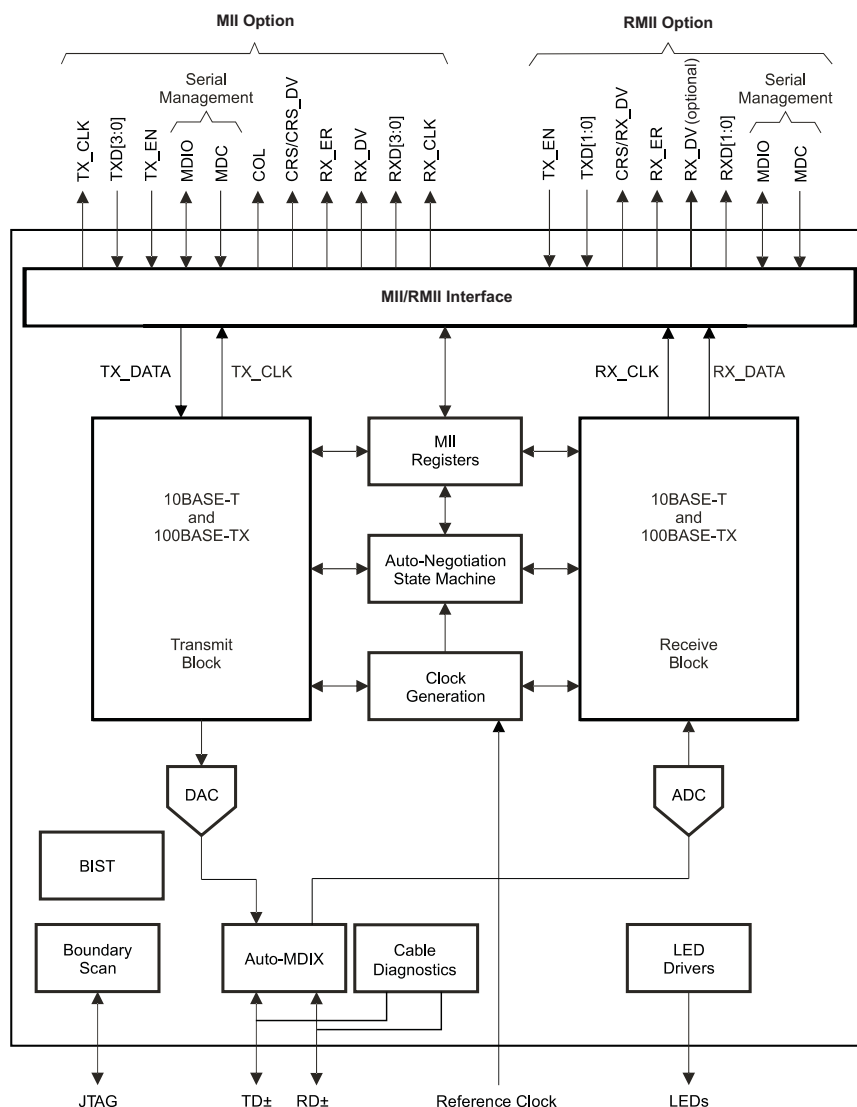 MII Option
RMII Option
Serial
Management
Serial
Management
TX_CLK
TXD[3:0]
TX_EN
MDIO
MDC
COL
CRS/CRS_DV
RX_ER
RX_DV
RXD[3:0]
RX_CLK
TX_EN
TXD[1:0]
CRS/RX_DV
RX_ER
RX_DV (optional)
RXD[1:0]
MDIO
MDC
MII/RMII Interface
TX_DATA
TX_CLK
RX_CLK
RX_DATA
10BASE-T
and
100BASE-TX
Transmit
Block
MII
Registers
Auto-Negotiation
State Machine
Clock
Generation
10BASE-T
and
100BASE-TX
Receive
Block
DAC
ADC
BIST
Boundary
Scan
Auto-MDIX
Cable
Diagnostics
LED
Drivers
JTAG
TD±
RD±
Reference Clock
LEDs